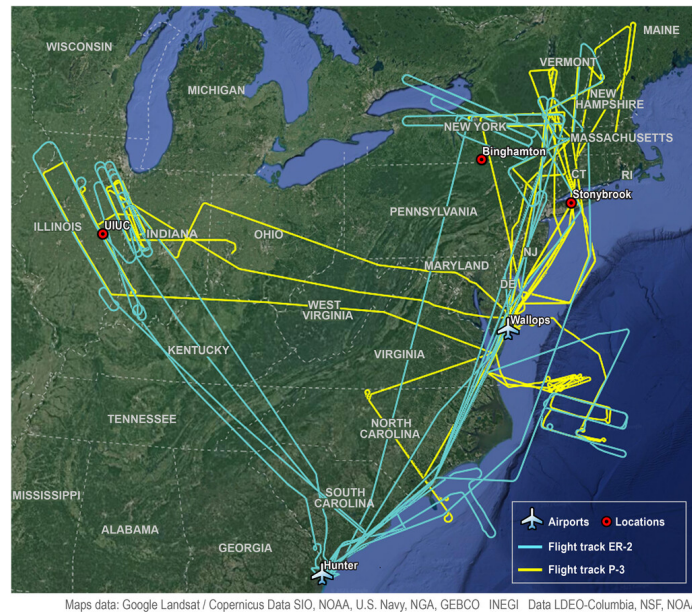 MAINE
WISCONSIN
VERMONT
MICHIGAN
NEW
HAMPSHIRE
NEW YORK
MASSACHUSETTS
Binghamton
CT
RI
Stonybrook
PENNSYLVANIA
ILLINOIS
UIUC
INDIANA
OHIO
NJ
MARYLAND
DE
WEST
VIRGINIA
Wallops
KENTUCKY
VIRGINIA
TENNESSEE
NORTH
CAROLINA
MISSISSIPPI
SOUTH
CAROLINA
ALABAMA
GEORGIA
Hunter
Airports
Locations
Flight track ER-2
Flight track P-3
Maps data: Google Landsat / Copernicus Data SIO, NOAA, U.S. Navy, NGA, GEBCO INEGI Data LDEO-Columbia, NSF, NOA